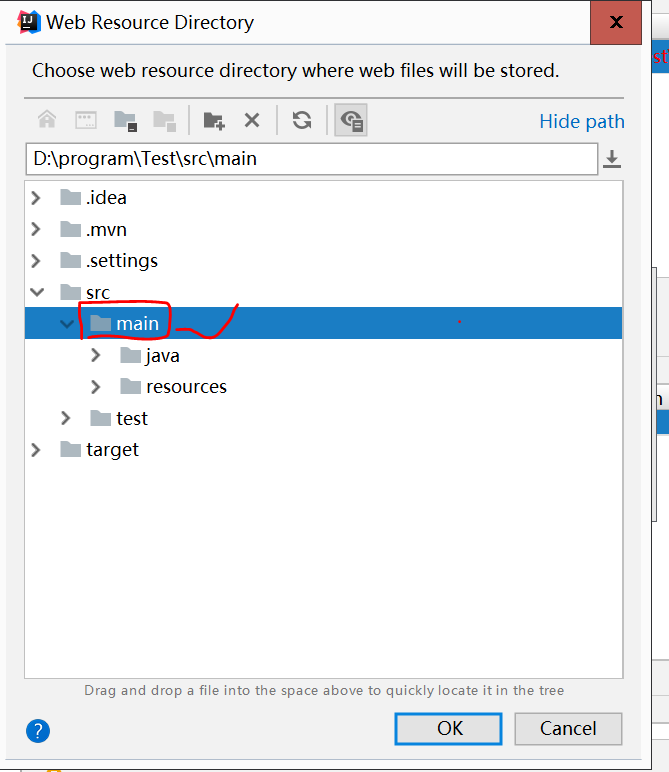 Web Resource Directory
Choose web resource directory where web files will be stored.
Hide path
D:\program\Test\src\main
.idea
.mvn
.settings
src
main
java
resources
test
target
Drag and drop a file into the space above to quickly locate it in the tree
?
OK
Cancel